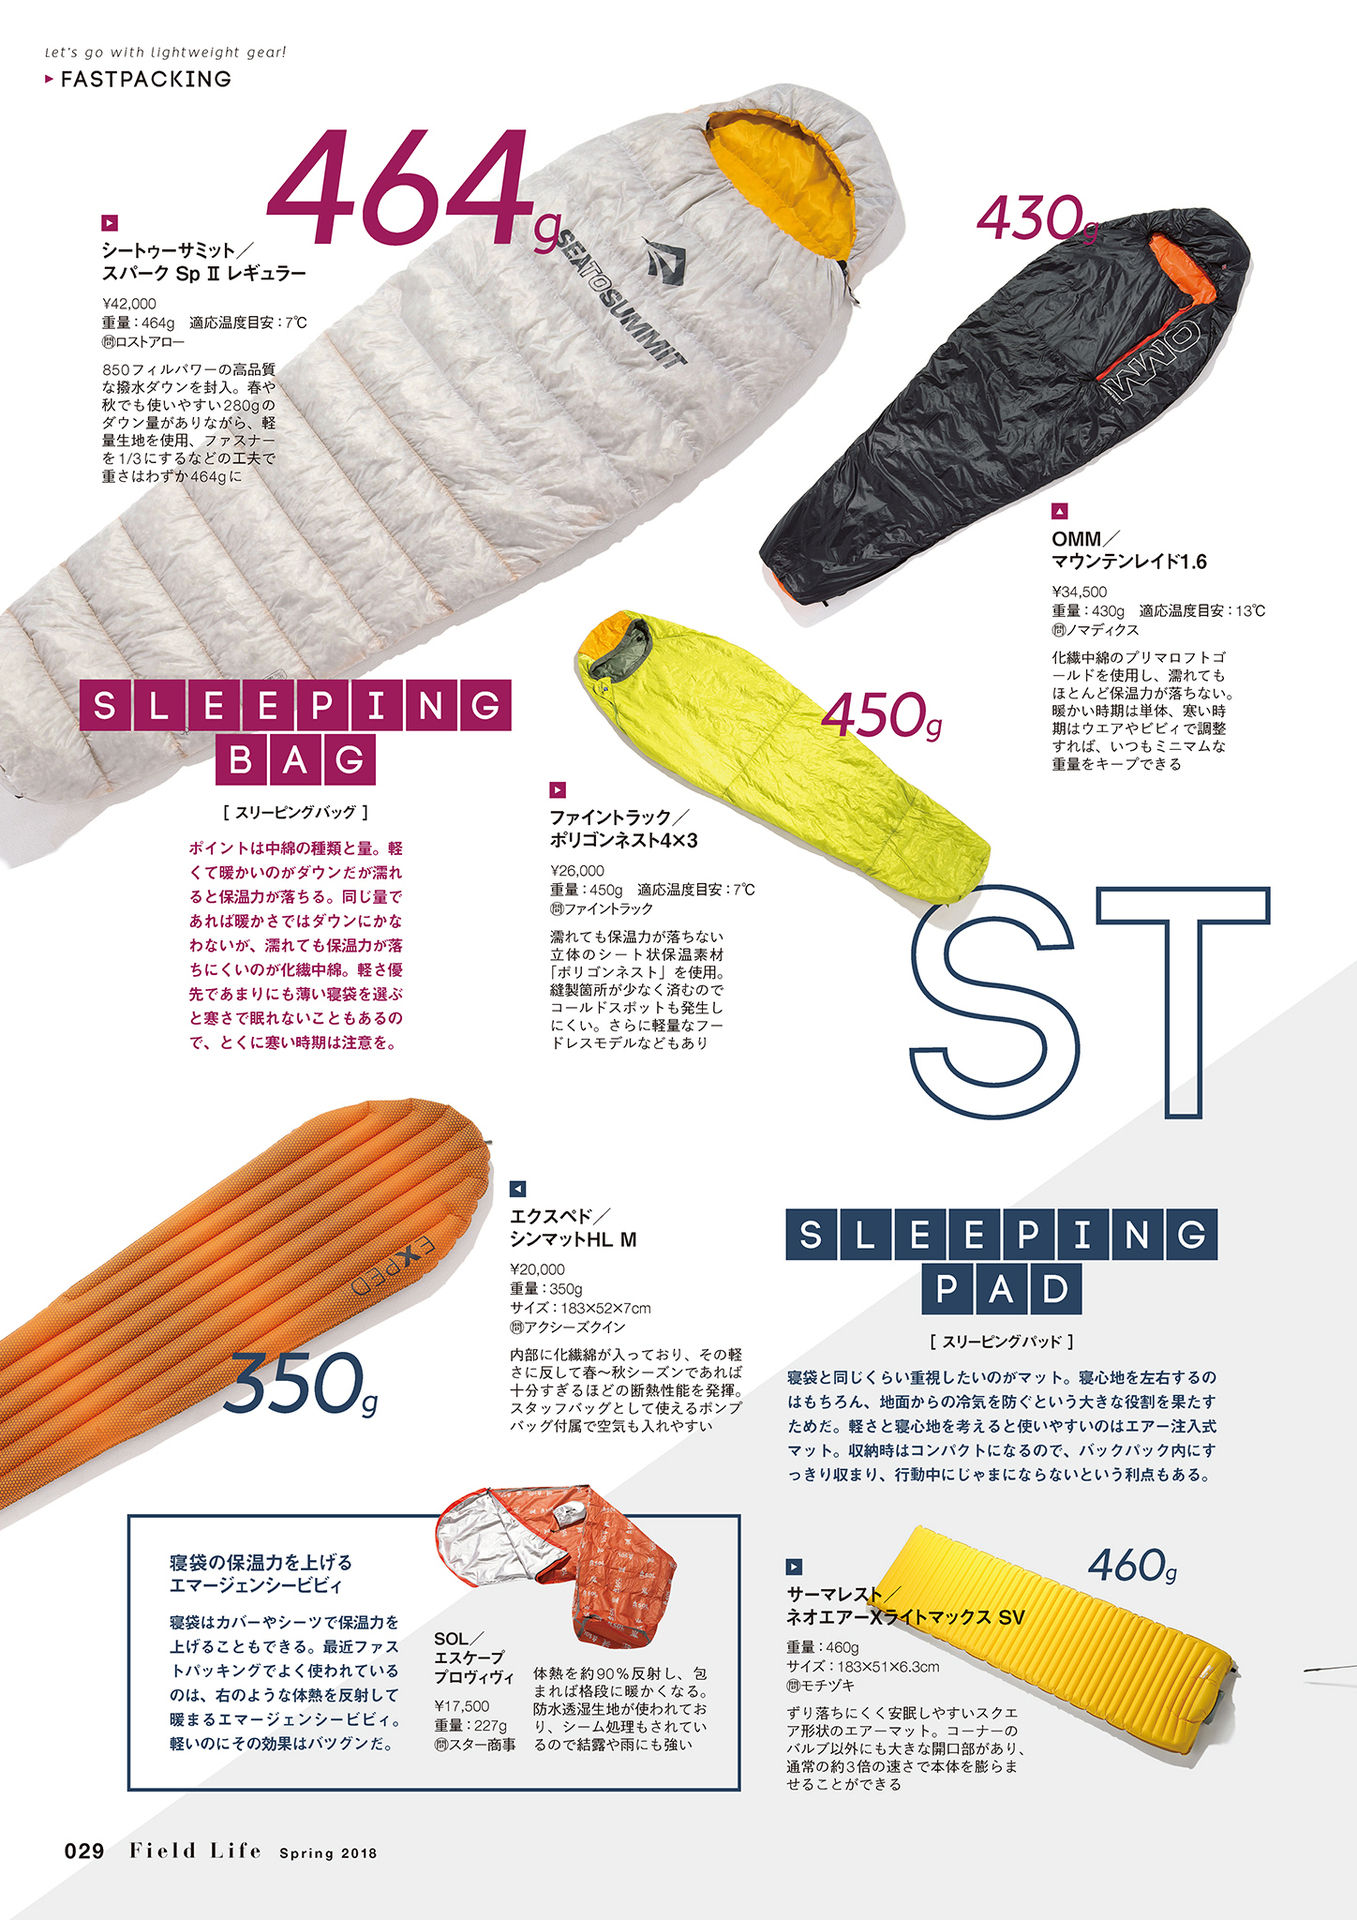 Let's go with lightweight gear!
FASTPACKING
464g
シートゥーサミット／
スパーク Sp Ⅱ レギュラー
¥42,000
重量：464g　適応温度目安：7℃
㉄ロストアロー
850フィルパワーの高品質
な撥水ダウンを封入。春や
秋でも使いやすい280gの
ダウン量がありながら、軽
量生地を使用、ファスナー
を1/3にするなどの工夫で
重さはわずか464gに
SEA TO SUMMIT
430g
OMM
OMM／
マウンテンレイド1.6
¥34,500
重量：430g　適応温度目安：13℃
㉄ノマディクス
化繊中綿のプリマロフトゴ
ールドを使用し、濡れても
ほとんど保温力が落ちない。
暖かい時期は単体、寒い時
期はウエアやビビィで調整
すれば、いつもミニマムな
重量をキープできる
SLEEPING
BAG
［ スリーピングバッグ ］
ポイントは中綿の種類と量。軽
くて暖かいのがダウンだが濡れ
ると保温力が落ちる。同じ量で
あれば暖かさではダウンにかな
わないが、濡れても保温力が落
ちにくいのが化繊中綿。軽さ優
先であまりにも薄い寝袋を選ぶ
と寒さで眠れないこともあるの
で、とくに寒い時期は注意を。
450g
ファイントラック／
ポリゴンネスト4×3
¥26,000
重量：450g　適応温度目安：7℃
㉄ファイントラック
濡れても保温力が落ちない
立体のシート状保温素材
「ポリゴンネスト」を使用。
縫製箇所が少なく済むので
コールドスポットも発生し
にくい。さらに軽量なフー
ドレスモデルなどもあり
ST
EXPED
350g
エクスペド／
シンマットHL M
¥20,000
重量：350g
サイズ：183×52×7cm
㉄アクシーズクイン
内部に化繊綿が入っており、その軽
さに反して春〜秋シーズンであれば
十分すぎるほどの断熱性能を発揮。
スタッフバッグとして使えるポンプ
バッグ付属で空気も入れやすい
SLEEPING
PAD
［ スリーピングパッド ］
寝袋と同じくらい重視したいのがマット。寝心地を左右するの
はもちろん、地面からの冷気を防ぐという大きな役割を果たす
ためだ。軽さと寝心地を考えると使いやすいのはエアー注入式
マット。収納時はコンパクトになるので、バックパック内にす
っきり収まり、行動中にじゃまにならないという利点もある。
寝袋の保温力を上げる
エマージェンシービビィ
寝袋はカバーやシーツで保温力を
上げることもできる。最近ファス
トパッキングでよく使われている
のは、右のような体熱を反射して
暖まるエマージェンシービビィ。
軽いのにその効果はバツグンだ。
SOL／
エスケープ
プロヴィヴィ
¥17,500
重量：227g
㉄スター商事
体熱を約90％反射し、包
まれば格段に暖かくなる。
防水透湿生地が使われてお
り、シーム処理もされてい
るので結露や雨にも強い
460g
サーマレスト／
ネオエアーXライトマックス SV
重量：460g
サイズ：183×51×6.3cm
㉄モチヅキ
ずり落ちにくく安眠しやすいスクエ
ア形状のエアーマット。コーナーの
バルブ以外にも大きな開口部があり、
通常の約3倍の速さで本体を膨らま
せることができる
029 Field Life Spring 2018